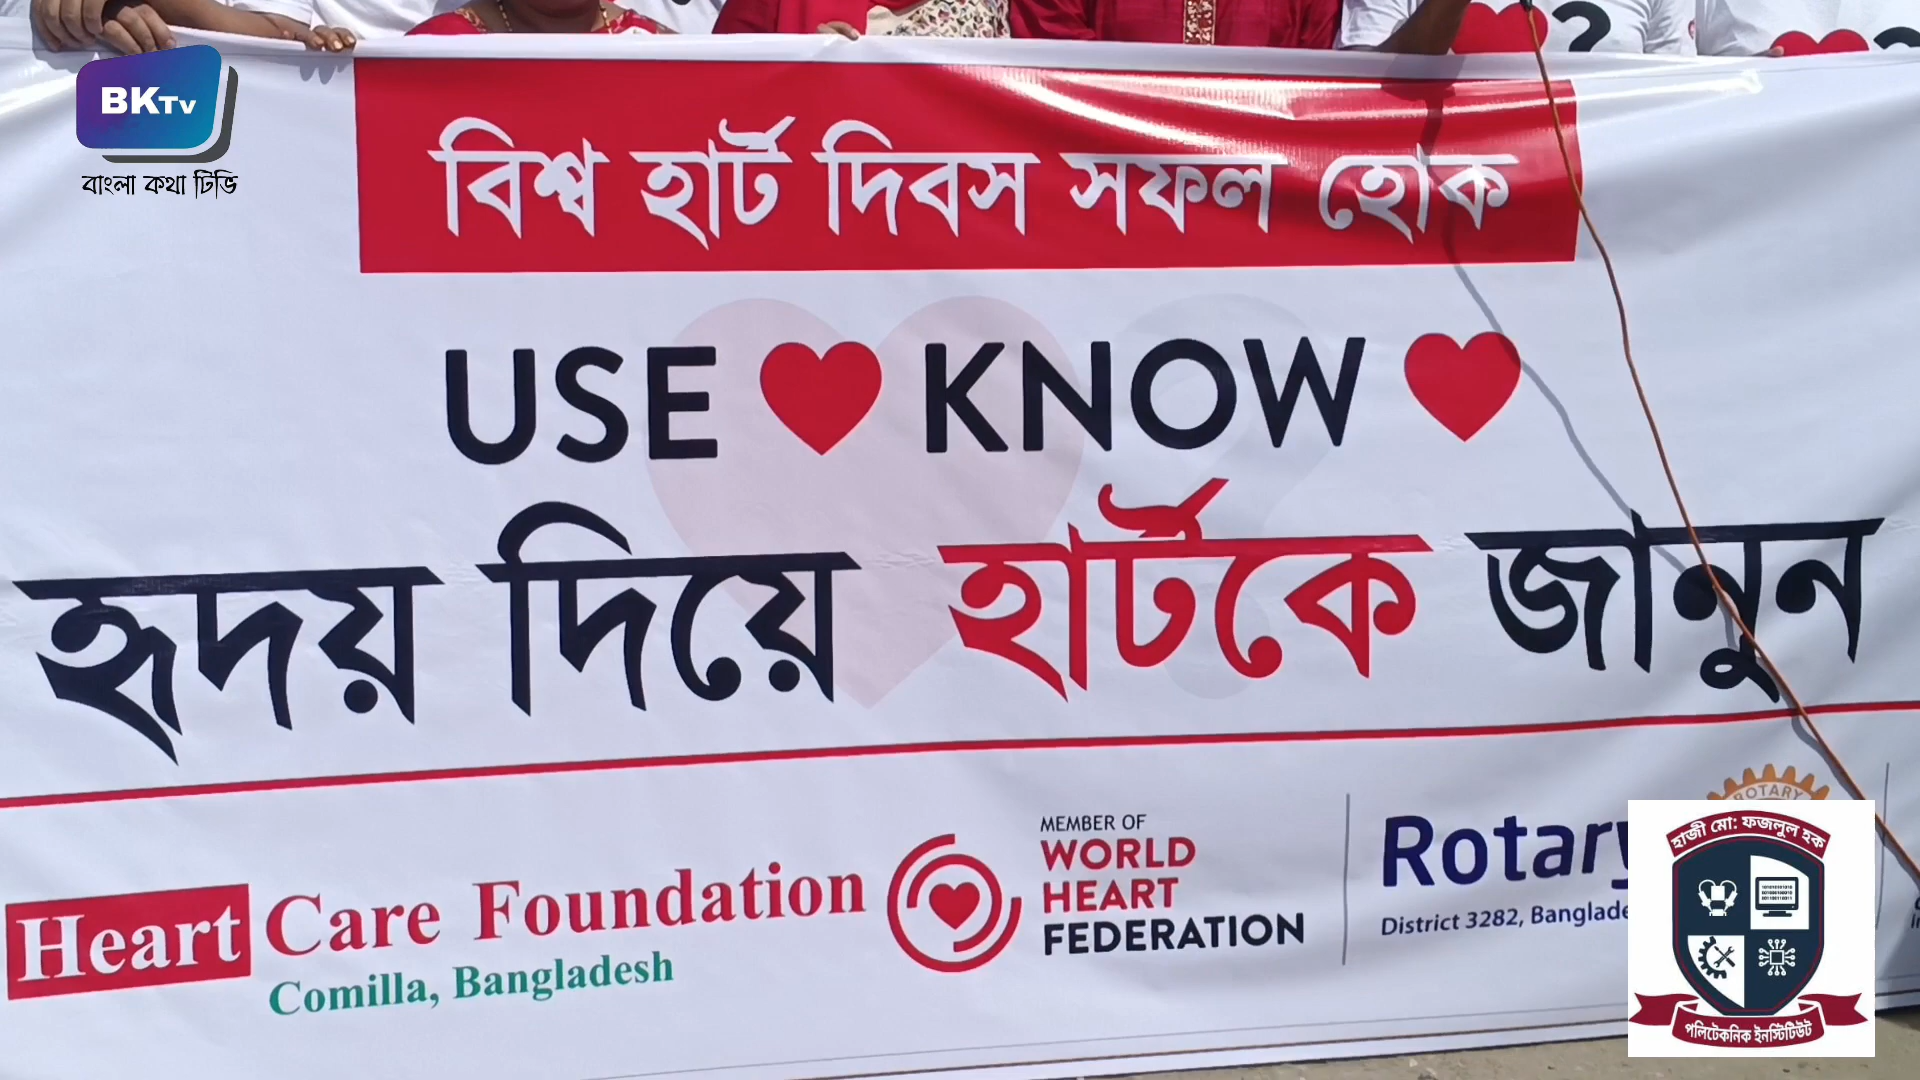 BKTv
বাংলা কথা টিভি
বিশ্ব হার্ট দিবস সফল হোক
USE KNOW
হৃদয় দিয়ে হার্টকে জানুন
Heart Care Foundation
Comilla, Bangladesh
MEMBER OF
WORLD
HEART
FEDERATION
Rotary
District 3282,
ROTARY
হাজী মো: ফজলুল হক
পলিটেকনিক ইনস্টিটিউট